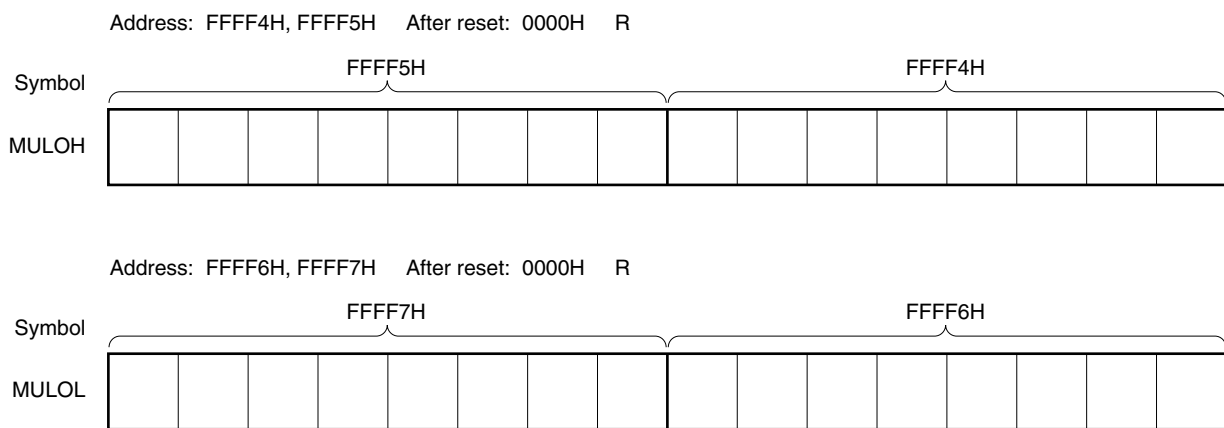 Address: FFFF4H, FFFF5H After reset: 0000H R
Symbol FFFF5H FFFF4H
MULOH
Address: FFFF6H, FFFF7H After reset: 0000H R
Symbol FFFF7H FFFF6H
MULOL